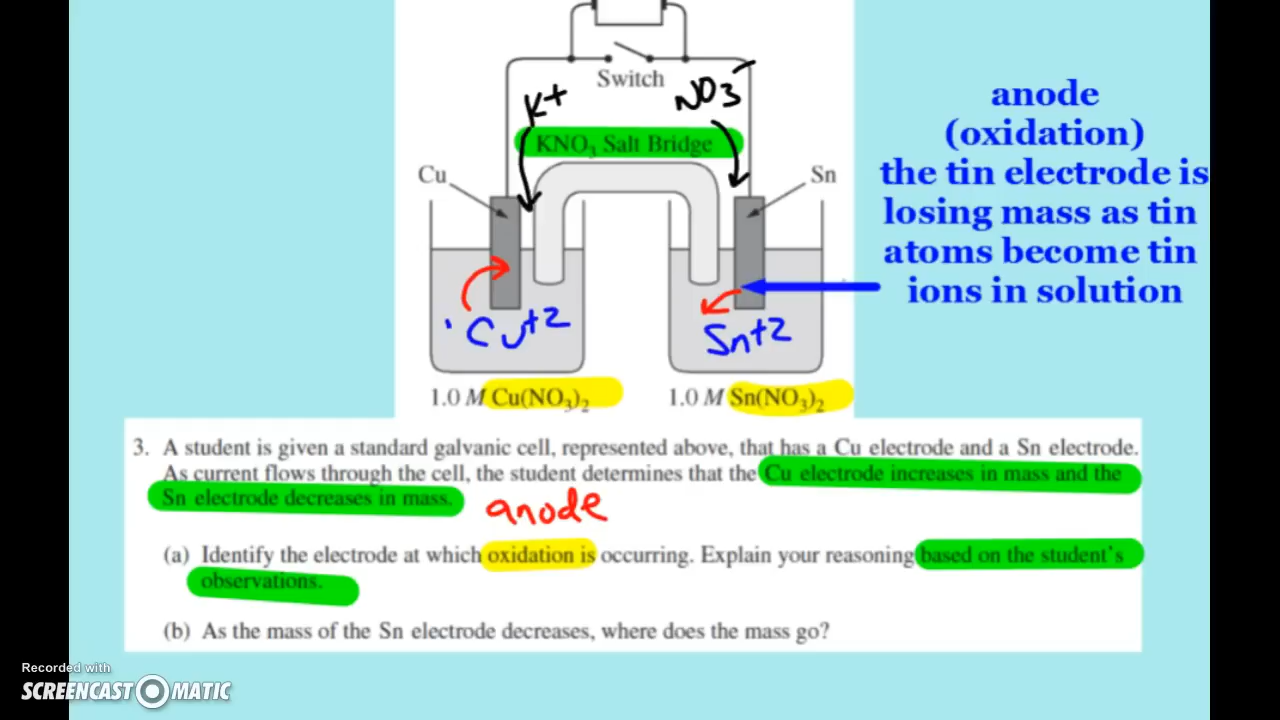 Switch
K+
NO3-
KNO₃ Salt Bridge
Cu
Sn
anode
(oxidation)
the tin electrode is
losing mass as tin
atoms become tin
ions in solution
Cu+2
Sn+2
1.0 M Cu(NO₃)₂
1.0 M Sn(NO₃)₂
3. A student is given a standard galvanic cell, represented above, that has a Cu electrode and a Sn electrode.
As current flows through the cell, the student determines that the Cu electrode increases in mass and the
Sn electrode decreases in mass.
anode
(a) Identify the electrode at which oxidation is occurring. Explain your reasoning based on the student's
observations.
(b) As the mass of the Sn electrode decreases, where does the mass go?
Recorded with
SCREENCAST MATIC